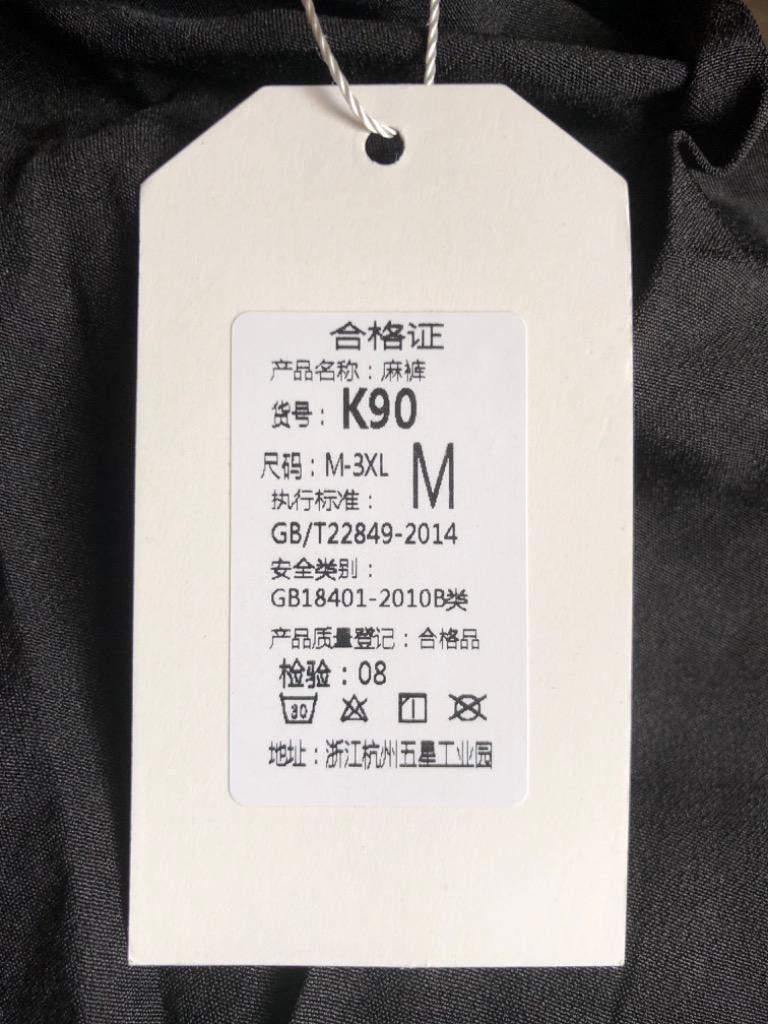 合格证
产品名称：麻裤
货号：K90
尺码：M-3XL M
执行标准：
GB/T22849-2014
安全类别：
GB18401-2010B类
产品质量登记：合格品
检验：08
30
地址：浙江杭州五星工业园